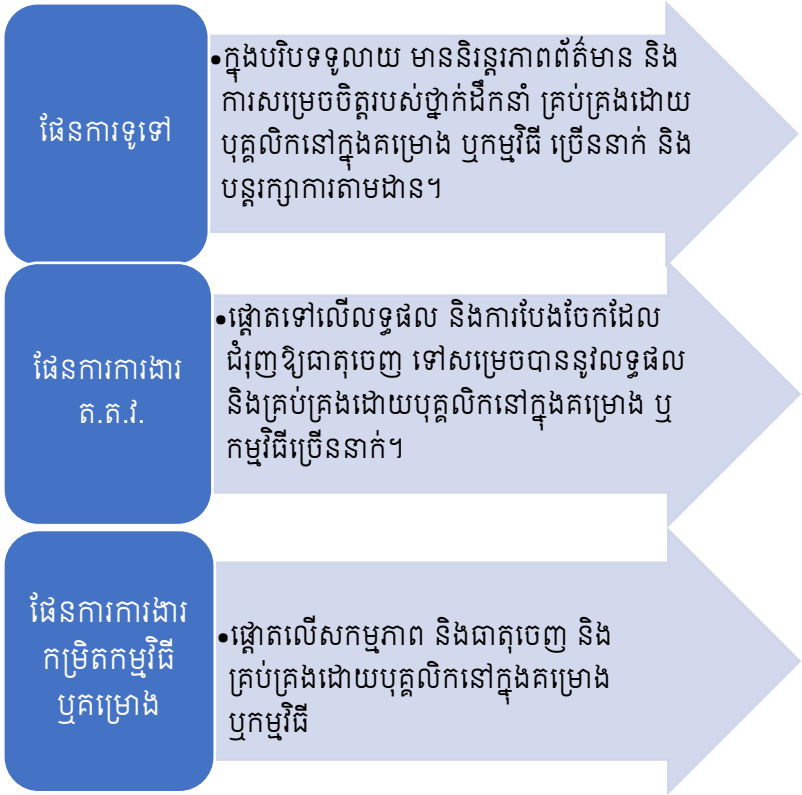 ផែនការទូទៅ
•ក្នុងបរិបទទូលាយ មាននិរន្តរភាពព័ត៌មាន និង
ការសម្រេចចិត្តរបស់ថ្នាក់ដឹកនាំ គ្រប់គ្រងដោយ
បុគ្គលិកនៅក្នុងគម្រោង ឬកម្មវិធី ច្រើននាក់ និង
បន្តរក្សាការតាមដាន។
ផែនការការងារ
ត.ត.វ.
•ផ្តោតទៅលើលទ្ធផល និងការបែងចែកដែល
ជំរុញឱ្យធាតុចេញ ទៅសម្រេចបាននូវលទ្ធផល
និងគ្រប់គ្រងដោយបុគ្គលិកនៅក្នុងគម្រោង ឬ
កម្មវិធីច្រើននាក់។
ផែនការការងារ
កម្រិតកម្មវិធី
ឬគម្រោង
•ផ្តោតលើសកម្មភាព និងធាតុចេញ និង
គ្រប់គ្រងដោយបុគ្គលិកនៅក្នុងគម្រោង
ឬកម្មវិធី